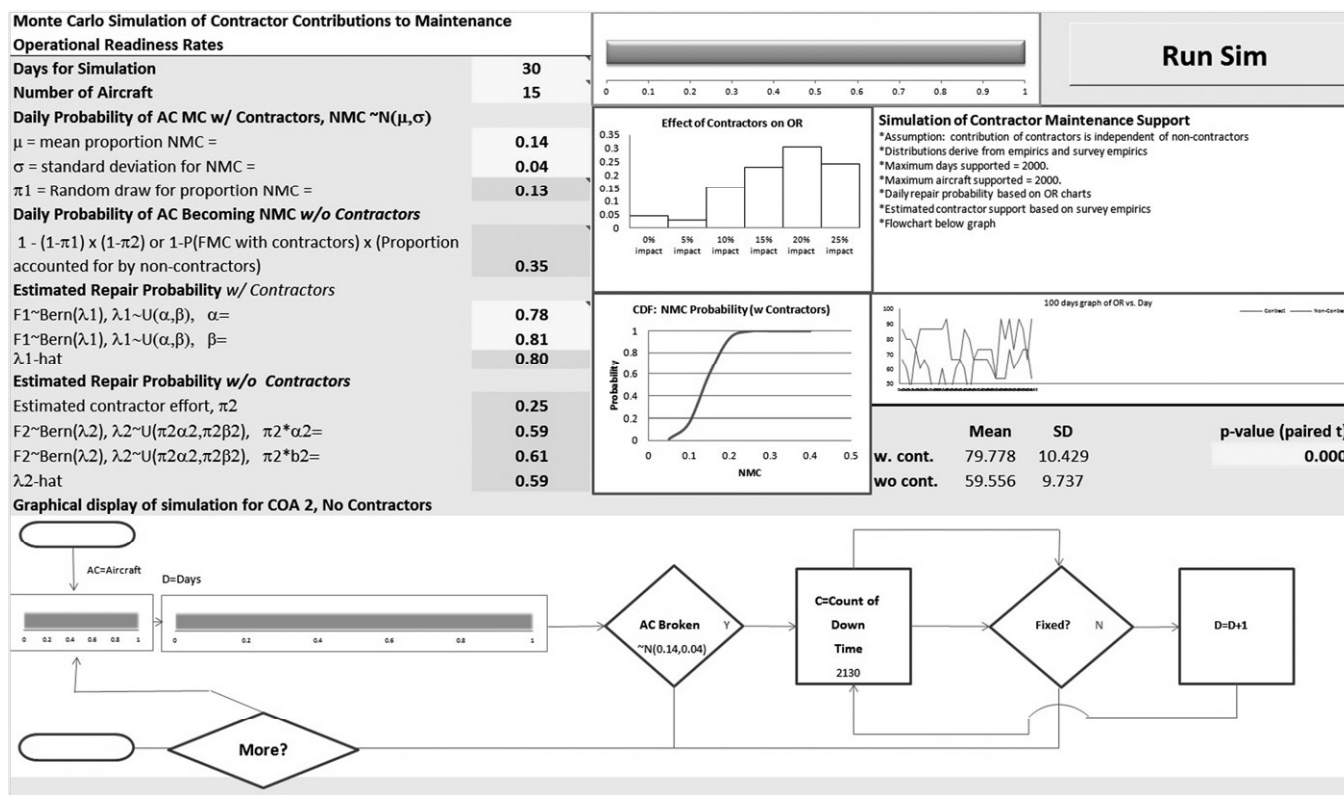 Monte Carlo Simulation of Contractor Contributions to Maintenance
Operational Readiness Rates
Days for Simulation 30
Number of Aircraft 15
Daily Probability of AC MC w/ Contractors, NMC ~N(μ,σ)
μ = mean proportion NMC = 0.14
σ = standard deviation for NMC = 0.04
π1 = Random draw for proportion NMC = 0.13
Daily Probability of AC Becoming NMC w/o Contractors
1 - (1-π1) x (1-π2) or 1-P(FMC with contractors) x (Proportion
accounted for by non-contractors) 0.35
Estimated Repair Probability w/ Contractors
F1~Bern(λ1), λ1~U(α,β), α= 0.78
F1~Bern(λ1), λ1~U(α,β), β= 0.81
λ1-hat 0.80
Estimated Repair Probability w/o Contractors
Estimated contractor effort, π2 0.25
F2~Bern(λ2), λ2~U(π2α2,π2β2), π2*α2= 0.59
F2~Bern(λ2), λ2~U(π2α2,π2β2), π2*b2= 0.61
λ2-hat 0.59
Graphical display of simulation for COA 2, No Contractors
0 0.1 0.2 0.3 0.4 0.5 0.6 0.7 0.8 0.9 1
Run Sim
Effect of Contractors on OR
0.35
0.3
0.25
0.2
0.15
0.1
0.05
0
0% 5% 10% 15% 20% 25%
impact impact impact impact impact impact
Simulation of Contractor Maintenance Support
*Assumption: contribution of contractors is independent of non-contractors
*Distributions derive from empirics and survey empirics
*Maximum days supported = 2000.
*Maximum aircraft supported = 2000.
*Daily repair probability based on OR charts
*Estimated contractor support based on survey empirics
*Flowchart below graph
CDF: NMC Probability (w Contractors)
Probability
1
0.8
0.6
0.4
0.2
0
0 0.1 0.2 0.3 0.4 0.5
NMC
100 days graph of OR vs. Day
Contract Non-Contra
100
90
80
70
60
50
Mean SD p-value (paired t)
w. cont. 79.778 10.429 0.000
wo cont. 59.556 9.737
AC=Aircraft
D=Days
0 0.2 0.4 0.6 0.8 1
0 0.2 0.4 0.6 0.8 1
AC Broken Y
~N(0.14,0.04)
C=Count of
Down
Time
2130
Fixed? N
D=D+1
More?